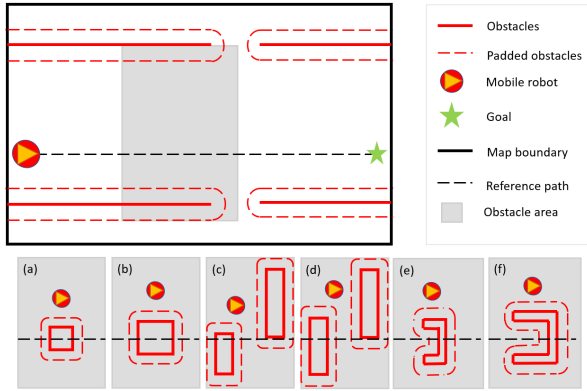 Obstacles
Padded obstacles
Mobile robot
Goal
Map boundary
Reference path
Obstacle area
(a) (b) (c) (d) (e) (f)